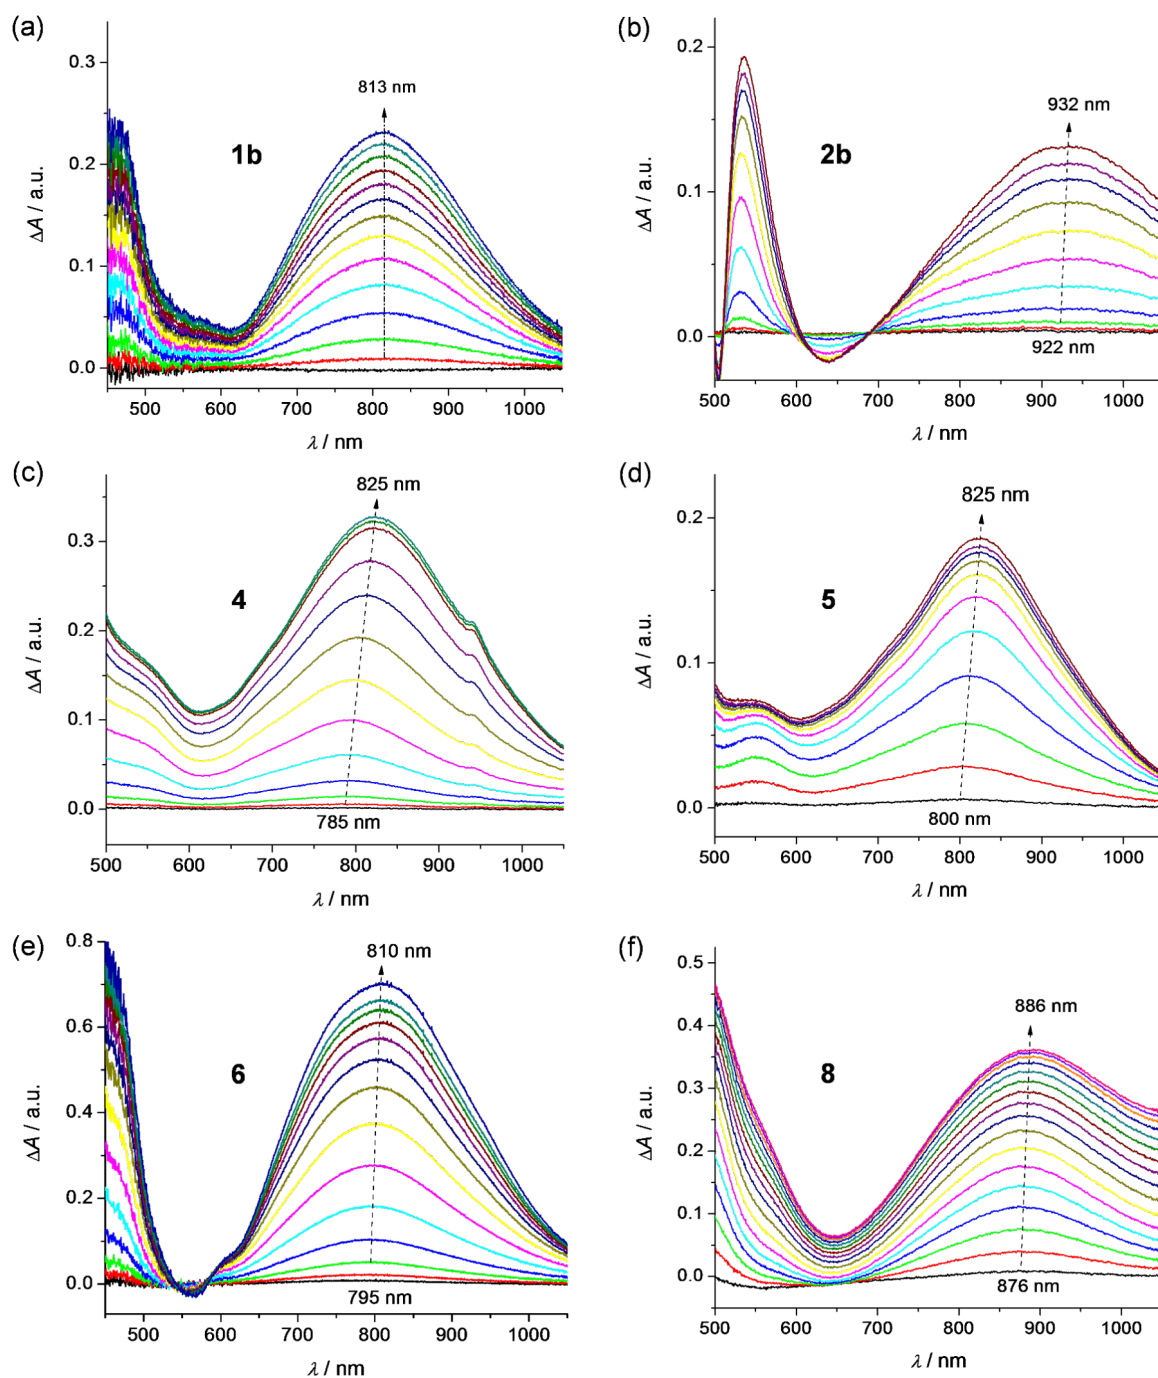 (a)
0.3
0.2
0.1
0.0
ΔA / a.u.
813 nm
1b
500 600 700 800 900 1000
λ / nm
(b)
0.2
0.1
0.0
ΔA / a.u.
932 nm
2b
922 nm
500 600 700 800 900 1000
λ / nm
(c)
0.3
0.2
0.1
0.0
ΔA / a.u.
825 nm
4
785 nm
500 600 700 800 900 1000
λ / nm
(d)
0.2
0.1
0.0
ΔA / a.u.
825 nm
5
800 nm
500 600 700 800 900 1000
λ / nm
(e)
0.8
0.6
0.4
0.2
0.0
ΔA / a.u.
810 nm
6
795 nm
500 600 700 800 900 1000
λ / nm
(f)
0.5
0.4
0.3
0.2
0.1
0.0
ΔA / a.u.
886 nm
8
876 nm
500 600 700 800 900 1000
λ / nm